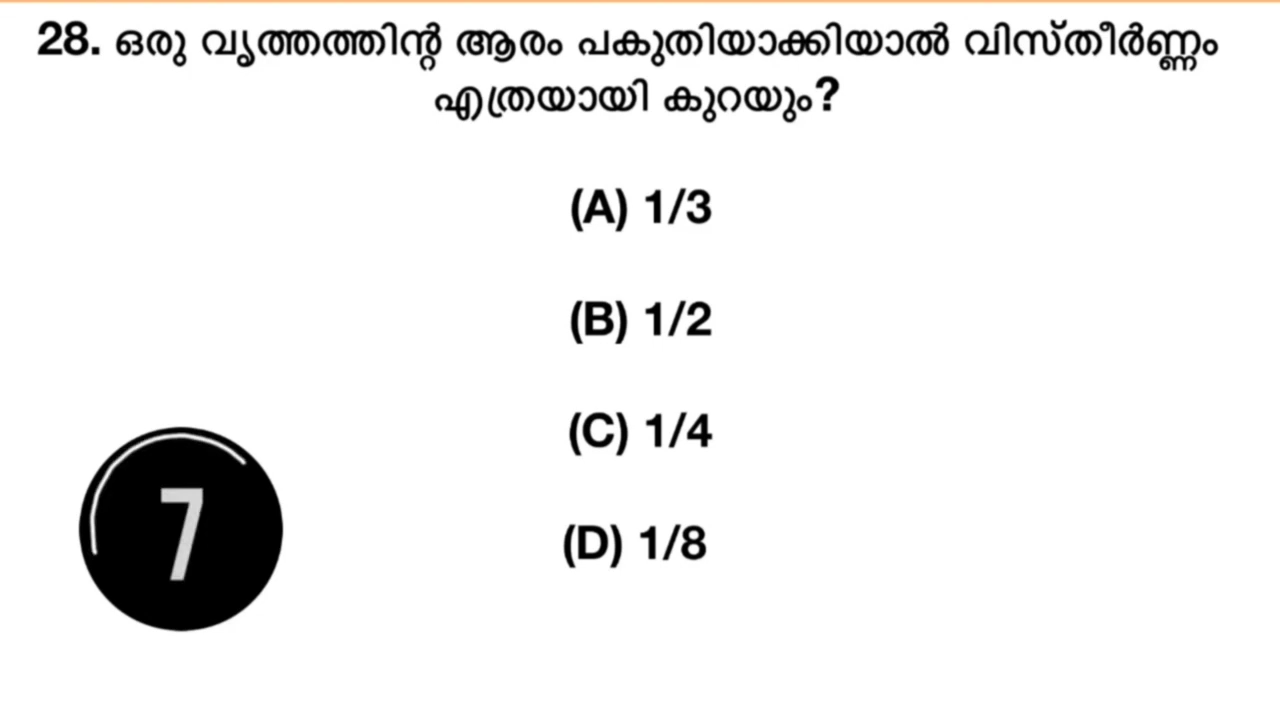 28. ഒരു വൃത്തത്തിന്റ ആരം പകുതിയാക്കിയാൽ വിസ്തീർണ്ണം
എത്രയായി കുറയും?
(A) 1/3
(B) 1/2
(C) 1/4
(D) 1/8
7